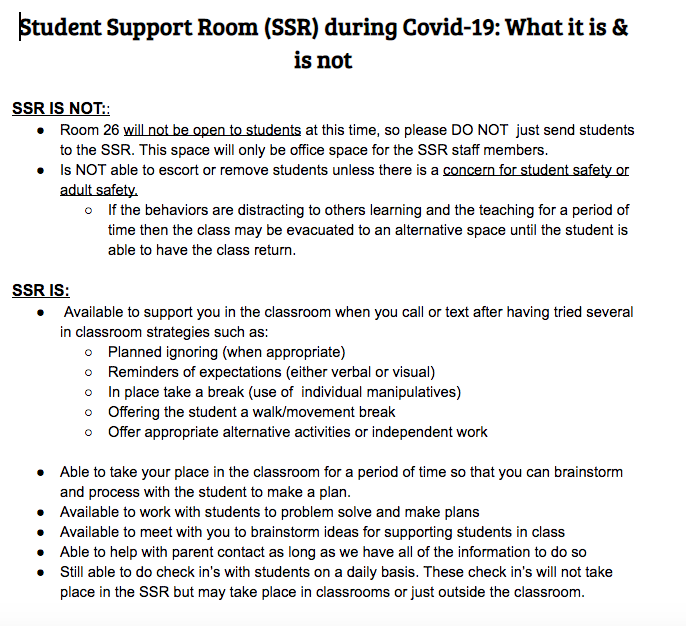 Student Support Room (SSR) during Covid-19: What it is &
is not
SSR IS NOT::
● Room 26 will not be open to students at this time, so please DO NOT  just send students
to the SSR. This space will only be office space for the SSR staff members.
● Is NOT able to escort or remove students unless there is a concern for student safety or
adult safety.
○ If the behaviors are distracting to others learning and the teaching for a period of
time then the class may be evacuated to an alternative space until the student is
able to have the class return.
SSR IS:
● Available to support you in the classroom when you call or text after having tried several
in classroom strategies such as:
○ Planned ignoring (when appropriate)
○ Reminders of expectations (either verbal or visual)
○ In place take a break (use of  individual manipulatives)
○ Offering the student a walk/movement break
○ Offer appropriate alternative activities or independent work
● Able to take your place in the classroom for a period of time so that you can brainstorm
and process with the student to make a plan.
● Available to work with students to problem solve and make plans
● Available to meet with you to brainstorm ideas for supporting students in class
● Able to help with parent contact as long as we have all of the information to do so
● Still able to do check in's with students on a daily basis. These check in's will not take
place in the SSR but may take place in classrooms or just outside the classroom.